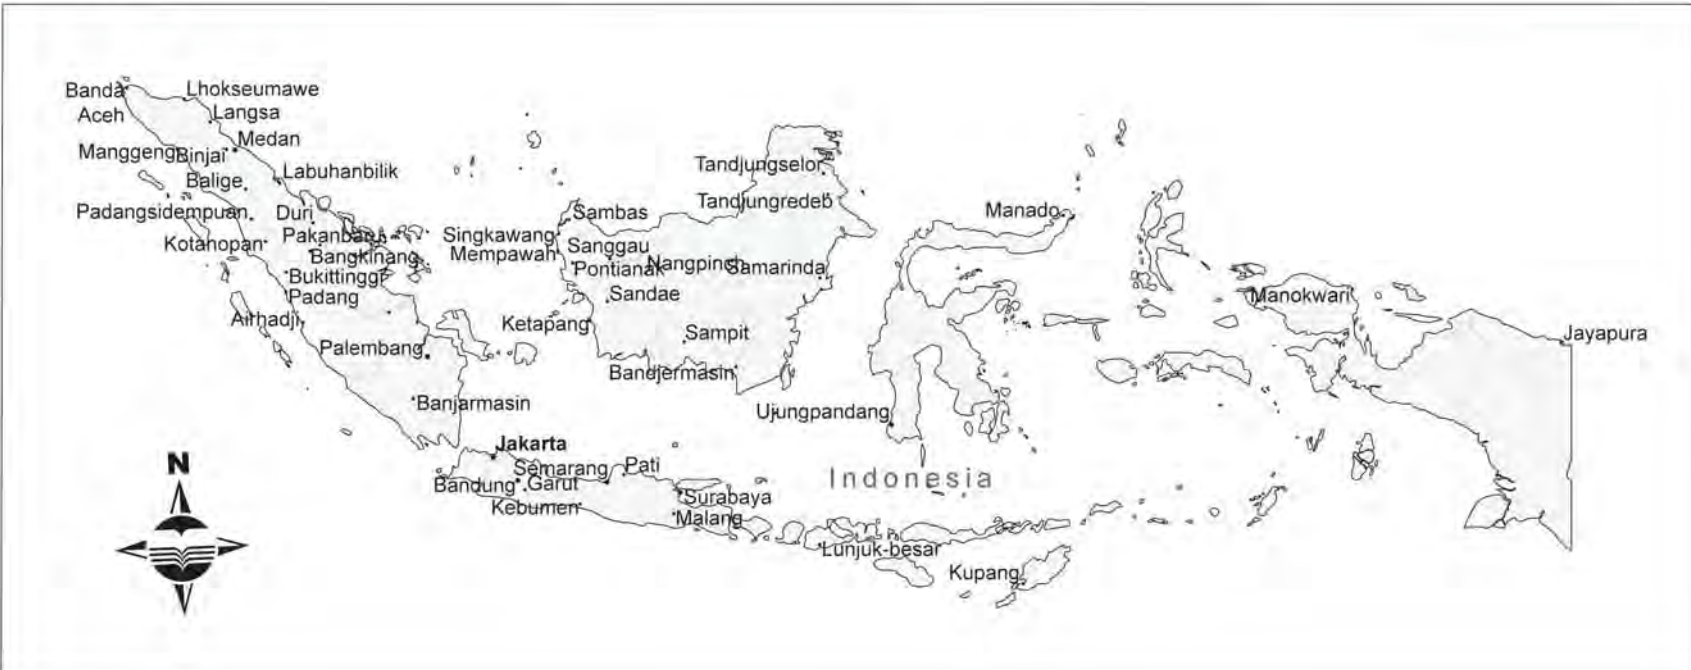 Banda
Aceh
Lhokseumawe
Langsa
Medan
Manggeng
Binjai
Labuhanbilik
Balige
Padangsidempuan
Duri
Kotanopan
Pakanbaru
Bangkinang
Bukittinggi
Padang
Airhadji
Palembang
Banjarmasin
Sambas
Singkawang
Sanggau
Mempawah
Pontianak
Nangpinoh
Sandae
Ketapang
Sampit
Bandjermasin
Tandjungselor
Tandjungredeb
Samarinda
Manado
Ujungpandang
Manokwari
Jayapura
Jakarta
Semarang
Pati
Bandung
Garut
Surabaya
Kebumen
Malang
Indonesia
Lunjuk-besar
Kupang
N